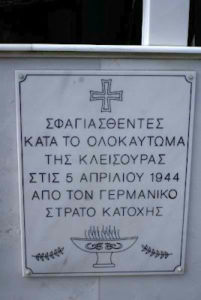 ΣΦΑΓΙΑΣΘΕΝΤΕΣ
ΚΑΤΑ ΤΟ ΟΛΟΚΑΥΤΩΜΑ
ΤΗΣ ΚΛΕΙΣΟΥΡΑΣ
ΣΤΙΣ 5 ΑΠΡΙΛΙΟΥ 1944
ΑΠΟ ΤΟΝ ΓΕΡΜΑΝΙΚΟ
ΣΤΡΑΤΟ ΚΑΤΟΧΗΣ